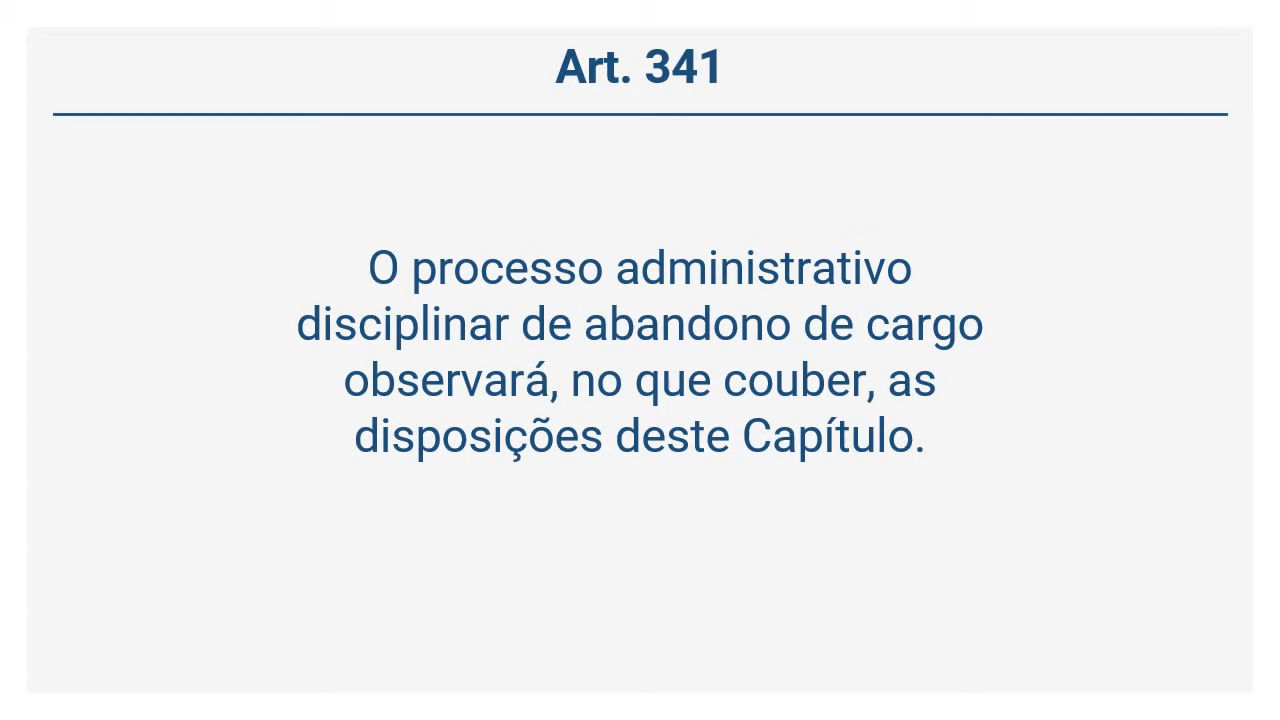 Art. 341
O processo administrativo
disciplinar de abandono de cargo
observará, no que couber, as
disposições deste Capítulo.